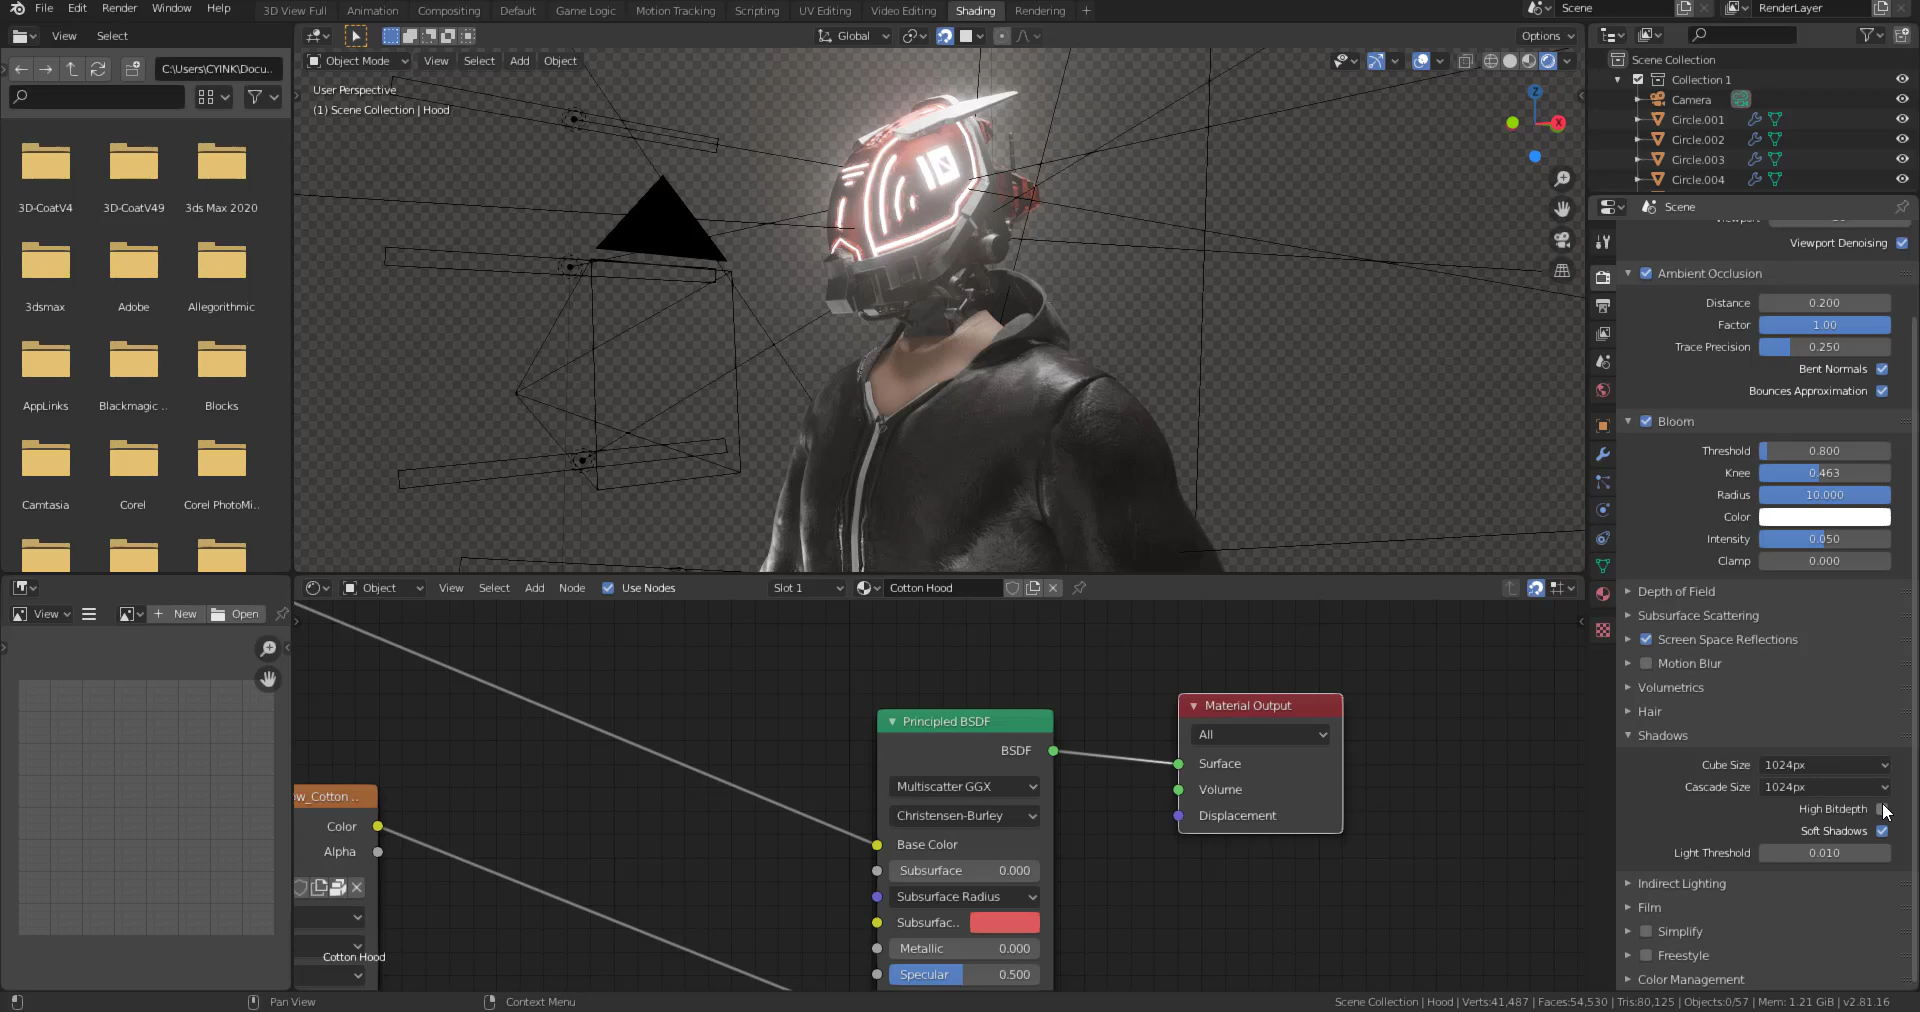 File Edit Render Window Help 3D View Full Animation Compositing Default Game Logic Motion Tracking Scripting UV Editing Video Editing Shading Rendering + Scene RenderLayer
View Select
Global
Options
C:\Users\CYINK\Docu..
Object Mode View Select Add Object
User Perspective
(1) Scene Collection | Hood
3D-CoatV4 3D-CoatV49 3ds Max 2020
3dsmax Adobe Allegorithmic
AppLinks Blackmagic .. Blocks
Camtasia Corel Corel PhotoMi..
Z
X
10
Scene Collection
Collection 1
Camera
Circle.001
Circle.002
Circle.003
Circle.004
Scene
Viewport Denoising
Ambient Occlusion
Distance 0.200
Factor 1.00
Trace Precision 0.250
Bent Normals
Bounces Approximation
Bloom
Threshold 0.800
Knee 0.463
Radius 10.000
Color
Intensity 0.050
Clamp 0.000
Depth of Field
Subsurface Scattering
Screen Space Reflections
Motion Blur
Volumetrics
Hair
Shadows
Cube Size 1024px
Cascade Size 1024px
High Bitdepth
Soft Shadows
Light Threshold 0.010
Indirect Lighting
Film
Simplify
Freestyle
Color Management
View + New Open
Object View Select Add Node Use Nodes Slot 1 Cotton Hood
ow_Cotton ..
Color
Alpha
Cotton Hood
Principled BSDF
BSDF
Multiscatter GGX
Christensen-Burley
Base Color
Subsurface 0.000
Subsurface Radius
Subsurfac..
Metallic 0.000
Specular 0.500
Material Output
All
Surface
Volume
Displacement
Pan View Context Menu
Scene Collection | Hood | Verts:41,487 | Faces:54,530 | Tris:80,125 | Objects:0/57 | Mem: 1.21 GiB | v2.81.16